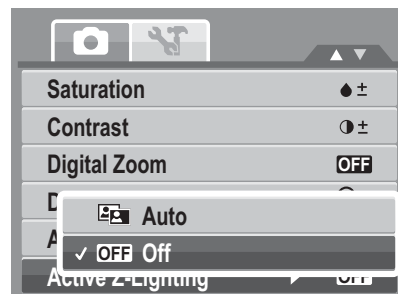 Saturation
Contrast
Digital Zoom OFF
D
Auto
A
OFF Off
Active Z-Lighting OFF